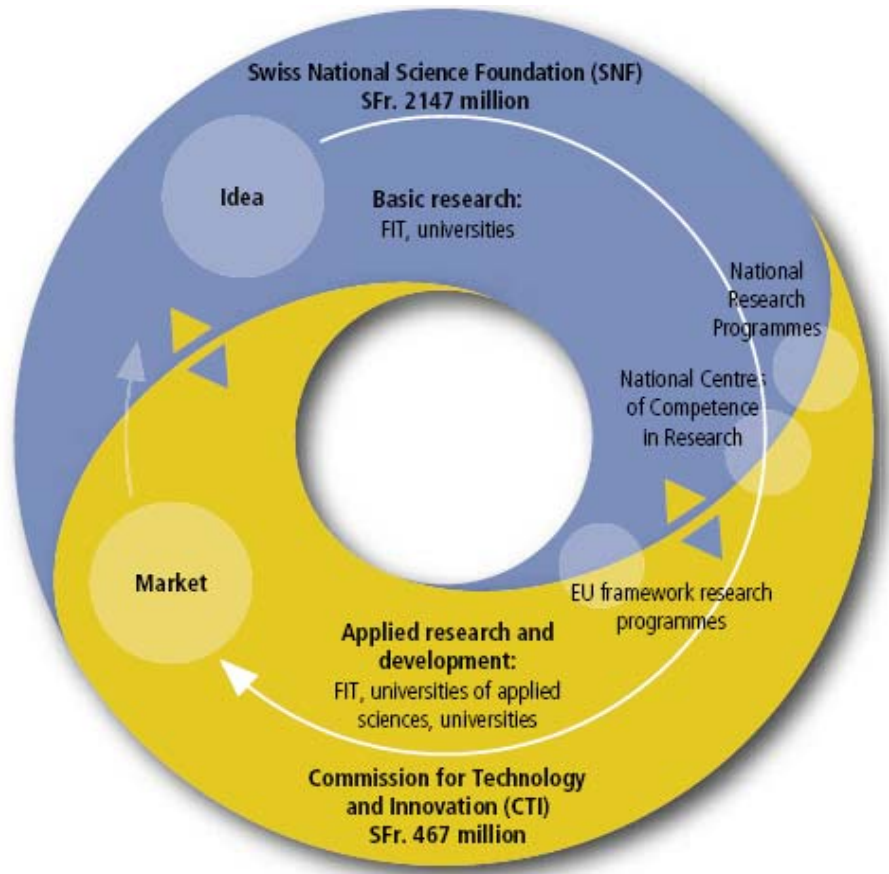 Swiss National Science Foundation (SNF)
SFr. 2147 million
Idea
Basic research:
FIT, universities
National
Research
Programmes
National Centres
of Competence
in Research
Market
EU framework research
programmes
Applied research and
development:
FIT, universities of applied
sciences, universities
Commission for Technology
and Innovation (CTI)
SFr. 467 million